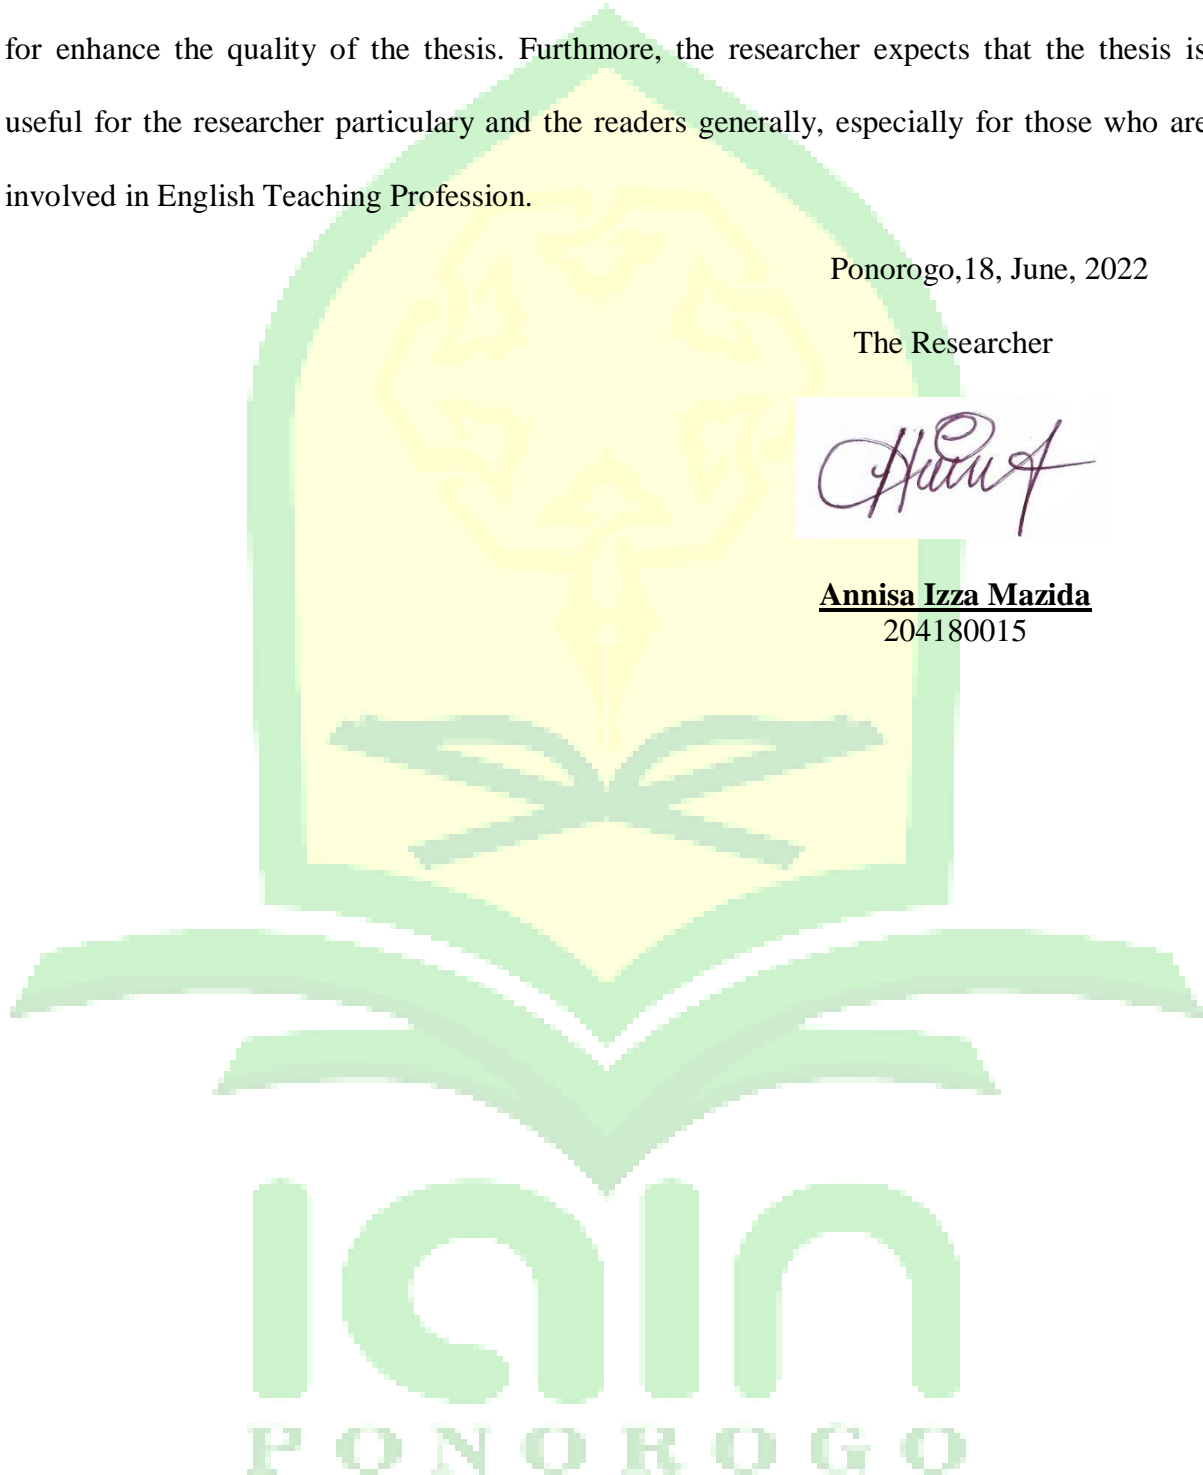 for enhance the quality of the thesis. Furthmore, the researcher expects that the thesis is
useful for the researcher particulary and the readers generally, especially for those who are
involved in English Teaching Profession.
Ponorogo,18, June, 2022
The Researcher
Annisa Izza Mazida
204180015
iain
PONOROGO